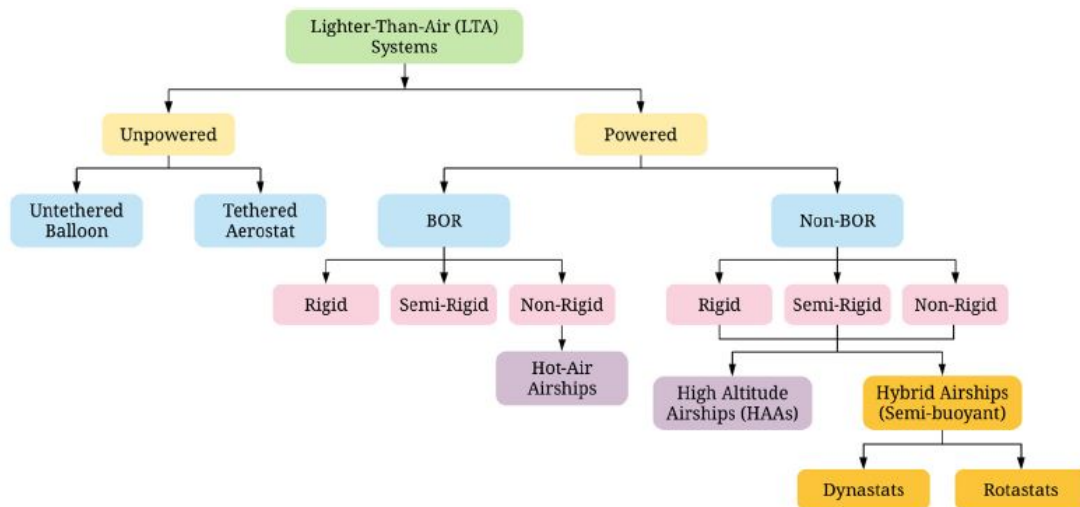 Lighter-Than-Air (LTA)
Systems
Unpowered
Powered
Untethered
Balloon
Tethered
Aerostat
BOR
Non-BOR
Rigid
Semi-Rigid
Non-Rigid
Rigid
Semi-Rigid
Non-Rigid
Hot-Air
Airships
High Altitude
Airships (HAAs)
Hybrid Airships
(Semi-buoyant)
Dynastats
Rotastats